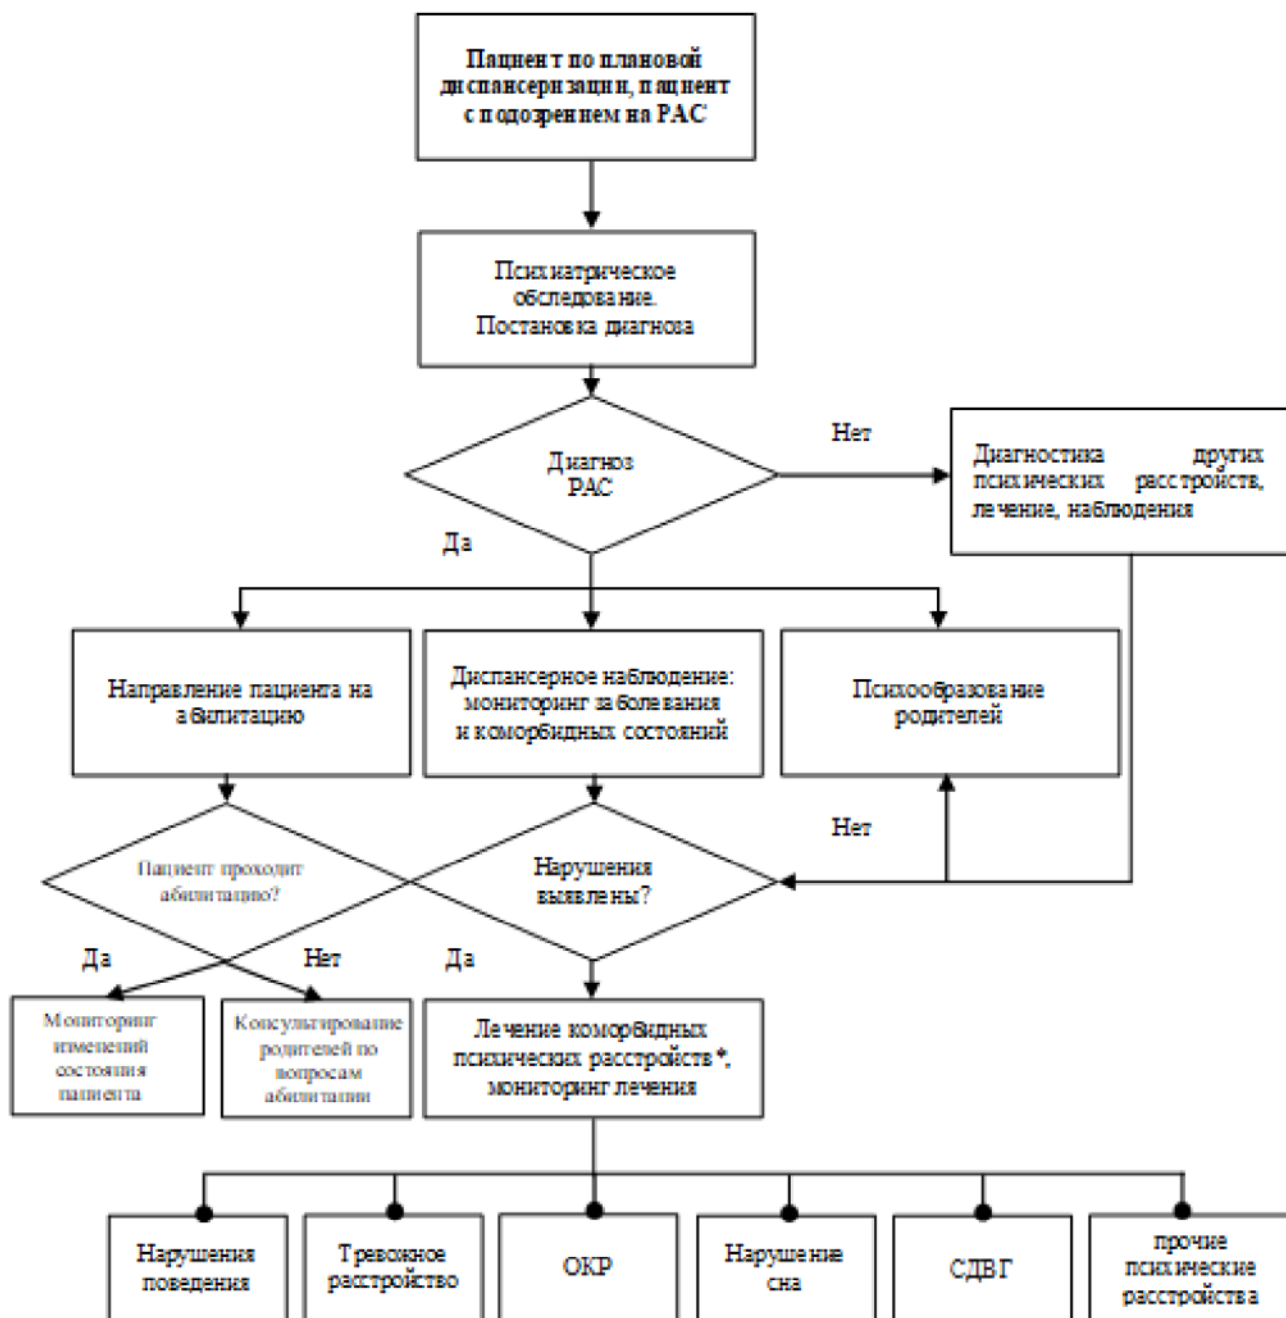 Пациент по плановой
диспансеризации, пациент
с подозрением на РАС
Психиатрическое
обследование.
Постановка диагноза
Диагноз
РАС
Нет
Диагностика других
психических расстройств,
лечение, наблюдения
Да
Направление пациента на
абилитацию
Диспансерное наблюдение:
мониторинг заболевания
и коморбидных состояний
Психообразование
родителей
Пациент проходит
абилитацию?
Нарушения
выявлены?
Нет
Да
Нет
Да
Мониторинг
изменений
состояния
пациента
Консультирование
родителей по
вопросам
абилитации
Лечение коморбидных
психических расстройств*,
мониторинг лечения
Нарушения
поведения
Тревожное
расстройство
ОКР
Нарушение
сна
СДВГ
прочие
психические
расстройства